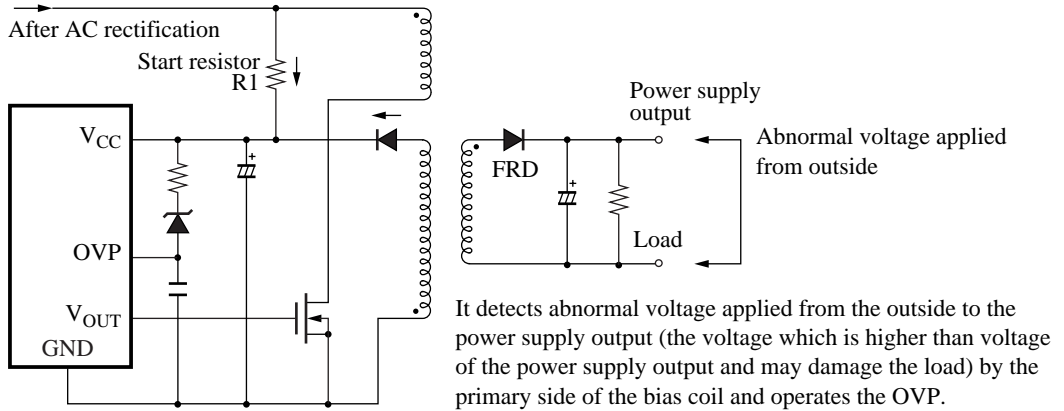 After AC rectification
Start resistor
R1
Power supply
output
VCC
Abnormal voltage applied
from outside
+
+
FRD
OVP
Load
VOUT
GND
It detects abnormal voltage applied from the outside to the
power supply output (the voltage which is higher than voltage
of the power supply output and may damage the load) by the
primary side of the bias coil and operates the OVP.